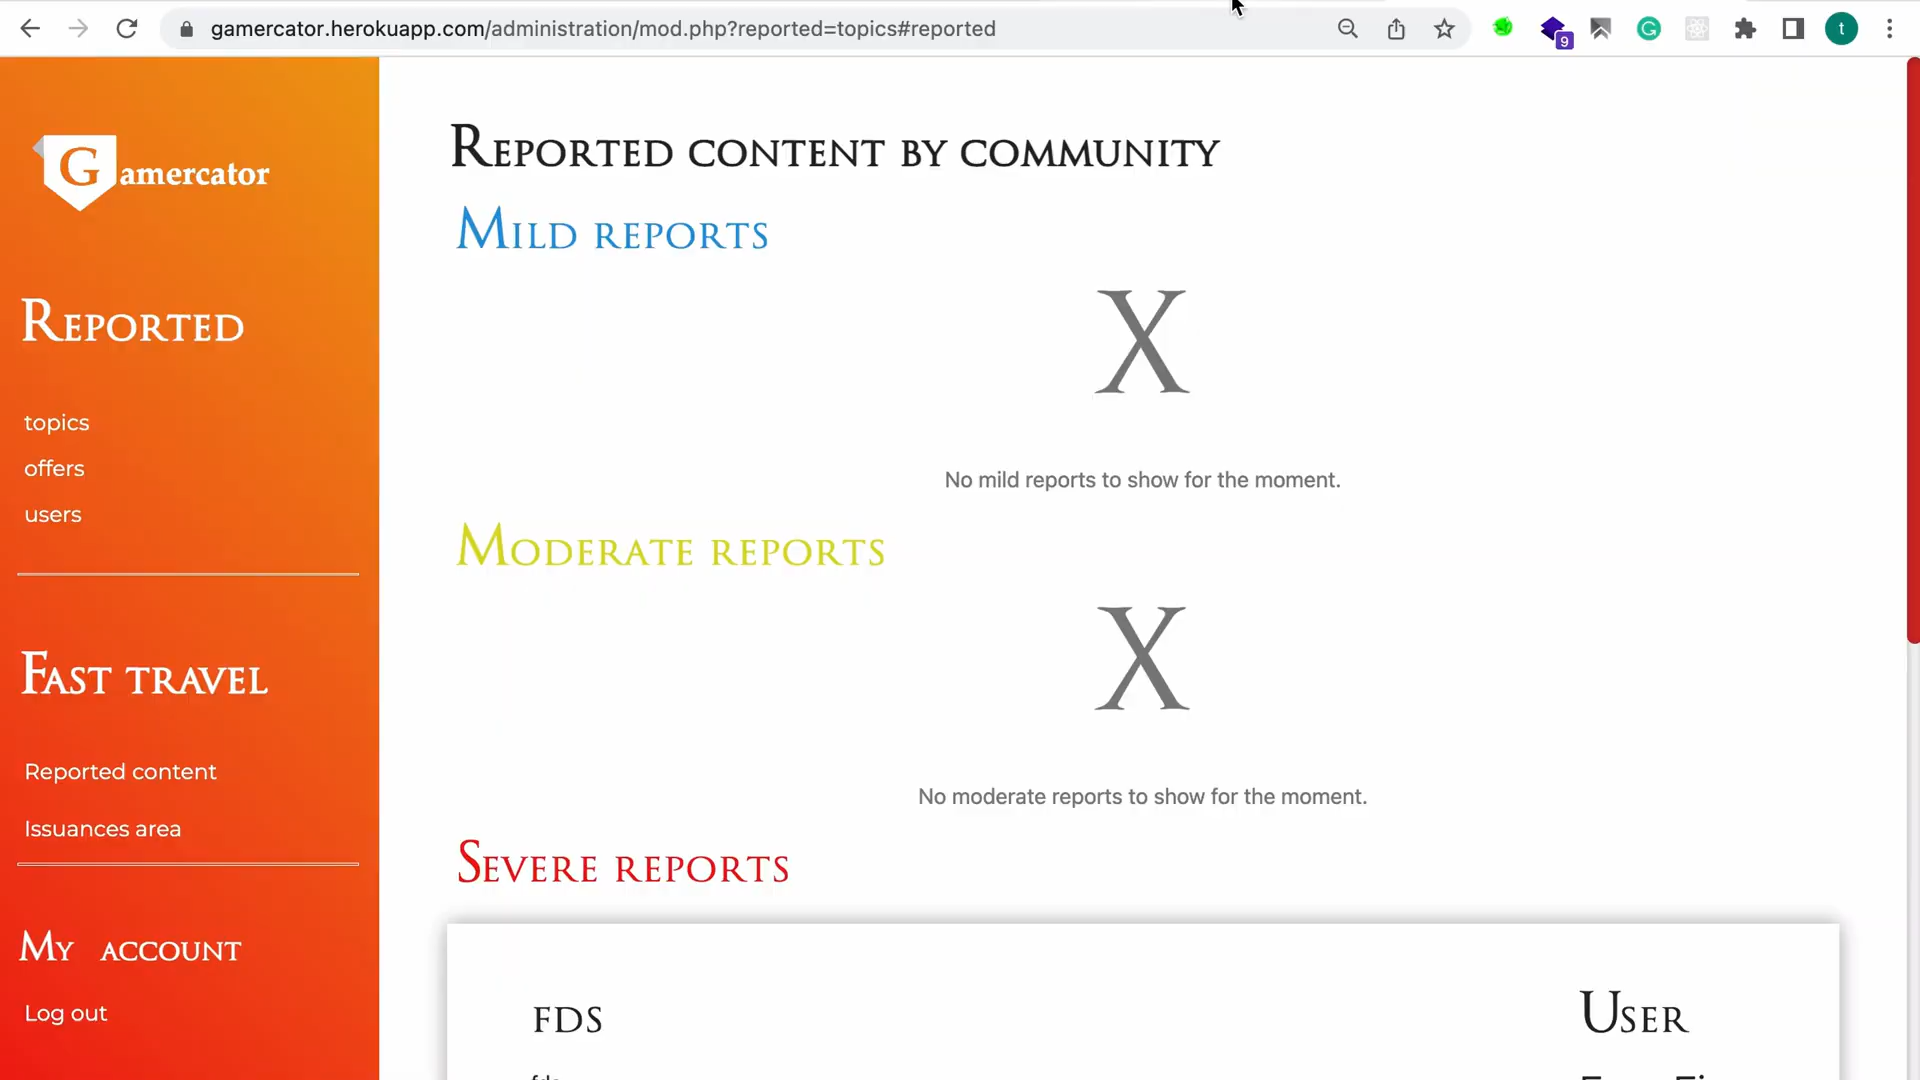 gamercator.herokuapp.com/administration/mod.php?reported=topics#reported
9
G
t
Gamercator
Reported
topics
offers
users
Fast travel
Reported content
Issuances area
My account
Log out
Reported content by community
Mild reports
X
No mild reports to show for the moment.
Moderate reports
X
No moderate reports to show for the moment.
Severe reports
fds
User